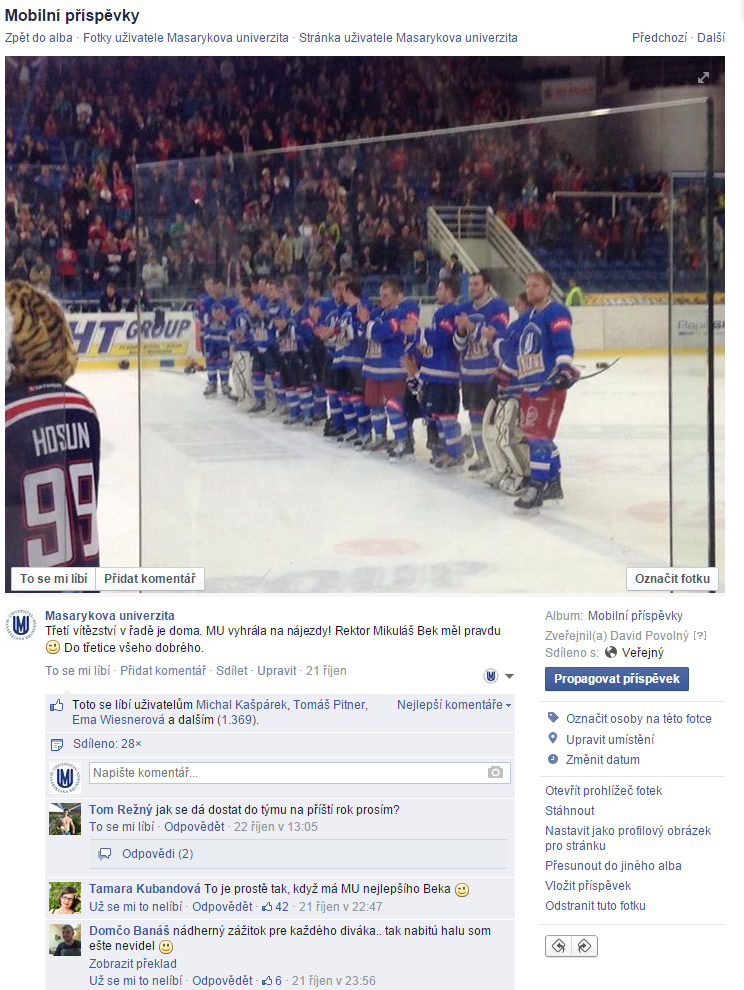 Mobilní příspěvky
Zpět do alba · Fotky uživatele Masarykova univerzita · Stránka uživatele Masarykova univerzita
Předchozí · Další
HT GROUP
HOSUN
99
MUNI
To se mi líbí
Přidat komentář
Označit fotku
Masarykova univerzita
Třetí vítězství v řadě je doma. MU vyhrála na nájezdy! Rektor Mikuláš Bek měl pravdu
Do třetice všeho dobrého.
To se mi líbí · Přidat komentář · Sdílet · Upravit · 21 říjen
Toto se líbí uživatelům Michal Kašpárek, Tomáš Pitner,
Ema Wiesnerová a dalším (1.369).
Nejlepší komentáře
Sdíleno: 28×
Napište komentář...
Tom Režný jak se dá dostat do týmu na příští rok prosím?
To se mi líbí · Odpovědět · 22 říjen v 13:05
Odpovědi (2)
Tamara Kubandová To je prostě tak, když má MU nejlepšího Beka
Už se mi to nelíbí · Odpovědět · 42 · 21 říjen v 22:47
Domčo Banáš nádherný zážitok pre každého diváka.. tak nabitú halu som
ešte nevidel
Zobrazit překlad
Už se mi to nelíbí · Odpovědět · 6 · 21 říjen v 23:56
Album: Mobilní příspěvky
Zveřejnil(a) David Povolný [?]
Sdíleno s: Veřejný
Propagovat příspěvek
Označit osoby na této fotce
Upravit umístění
Změnit datum
Otevřít prohlížeč fotek
Stáhnout
Nastavit jako profilový obrázek
pro stránku
Přesunout do jiného alba
Vložit příspěvek
Odstranit tuto fotku